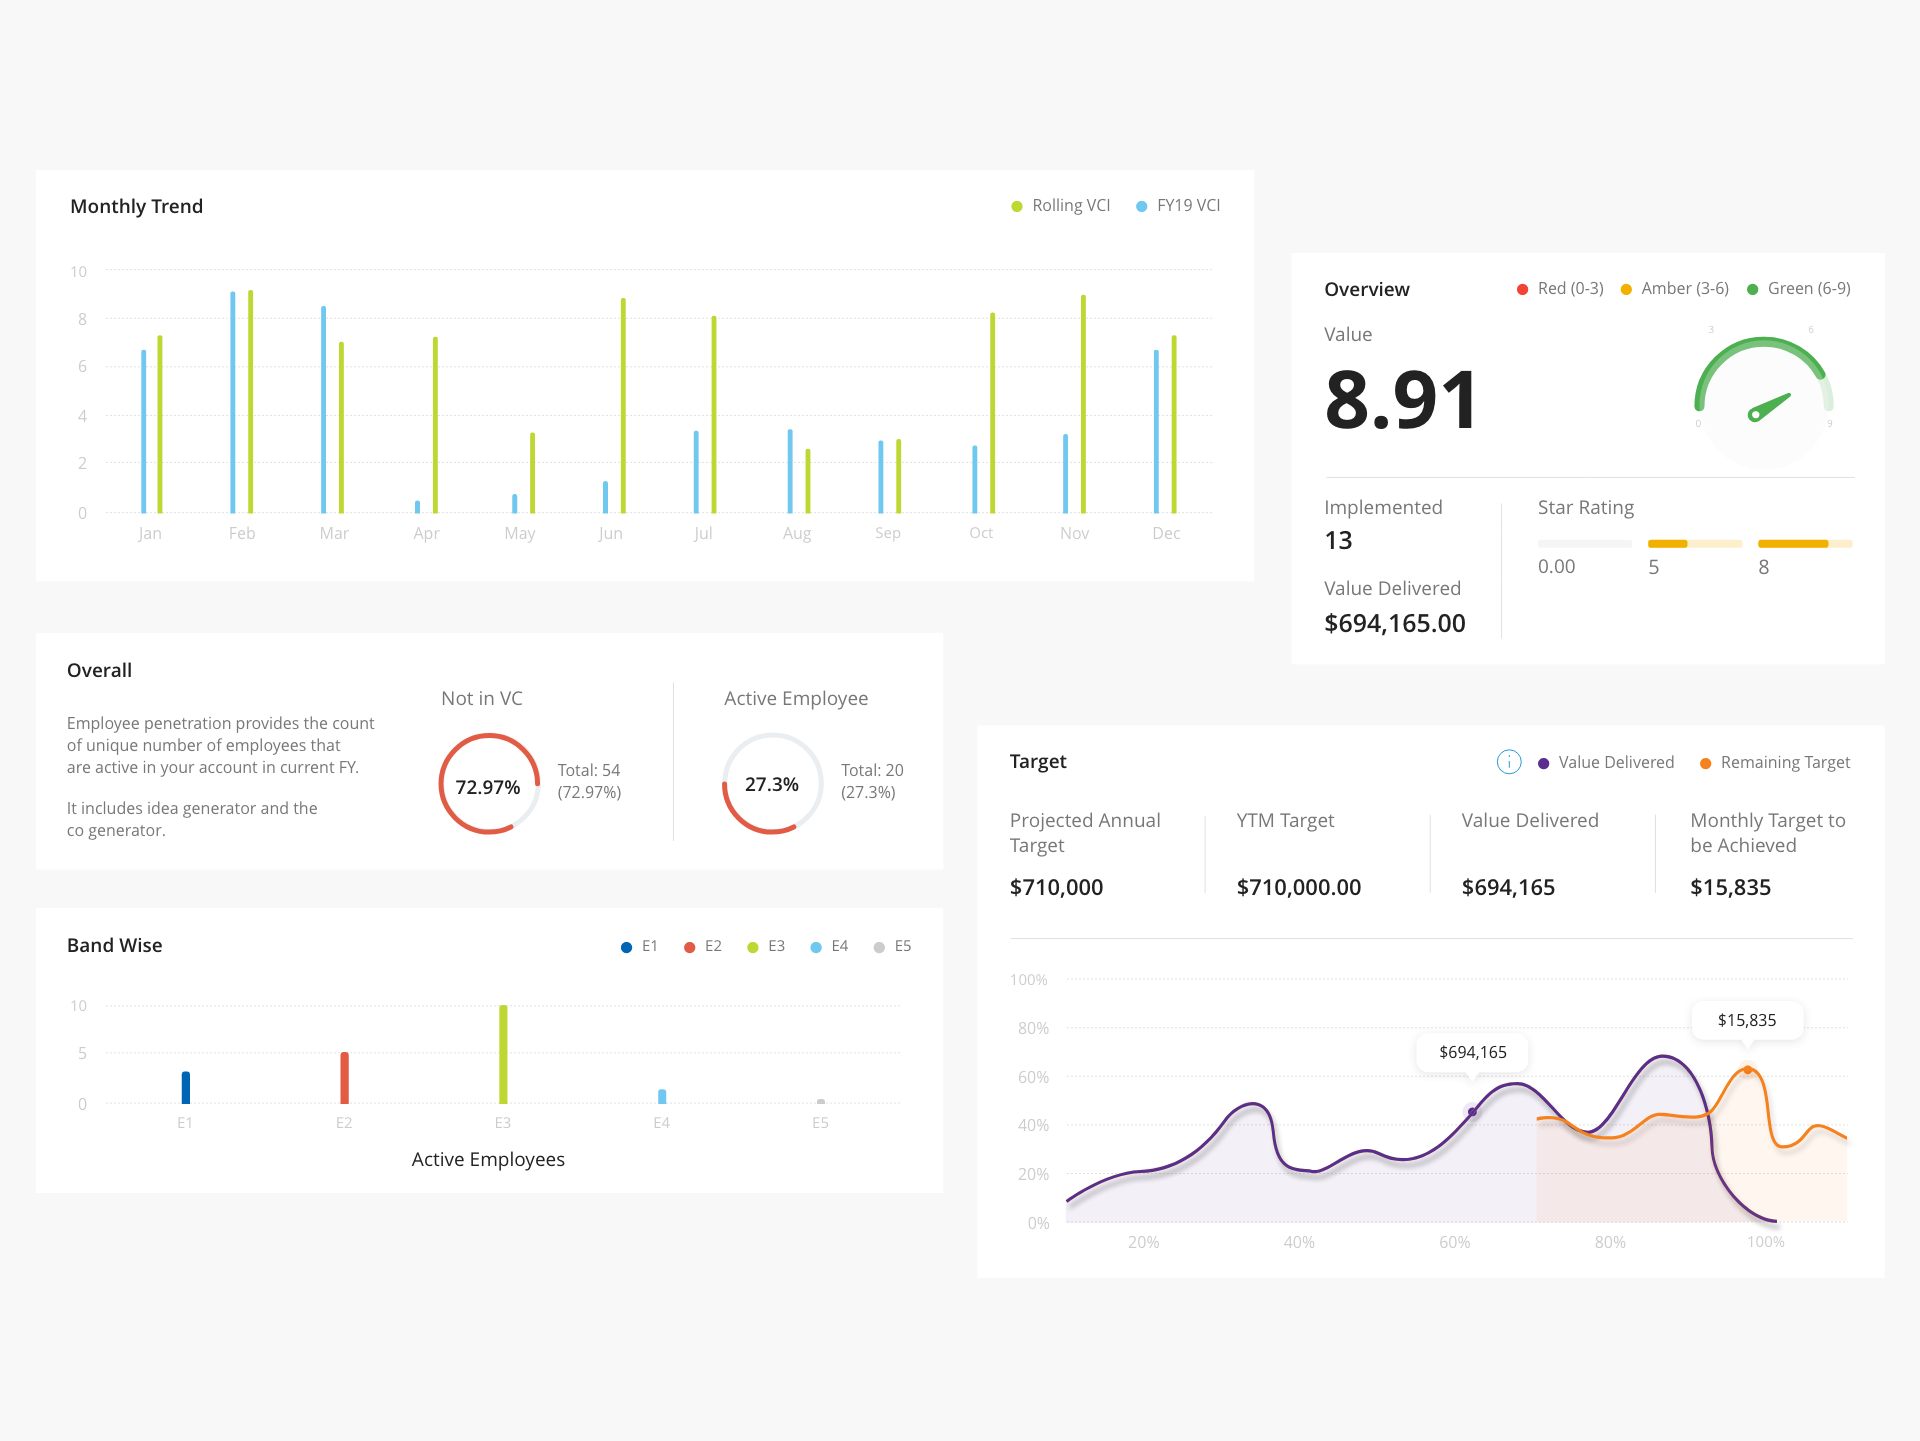 Monthly Trend
Rolling VCI
FY19 VCI
10
8
6
4
2
0
Jan Feb Mar Apr May Jun Jul Aug Sep Oct Nov Dec
Overview
Red (0-3)
Amber (3-6)
Green (6-9)
Value
8.91
3
6
0
9
Implemented
13
Value Delivered
$694,165.00
Star Rating
0.00
5
8
Overall
Employee penetration provides the count
of unique number of employees that
are active in your account in current FY.
It includes idea generator and the
co generator.
Not in VC
72.97%
Total: 54
(72.97%)
Active Employee
27.3%
Total: 20
(27.3%)
Target
i
Value Delivered
Remaining Target
Projected Annual
Target
$710,000
YTM Target
$710,000.00
Value Delivered
$694,165
Monthly Target to
be Achieved
$15,835
100%
80%
60%
40%
20%
0%
$694,165
$15,835
20% 40% 60% 80% 100%
Band Wise
E1
E2
E3
E4
E5
10
5
0
E1 E2 E3 E4 E5
Active Employees